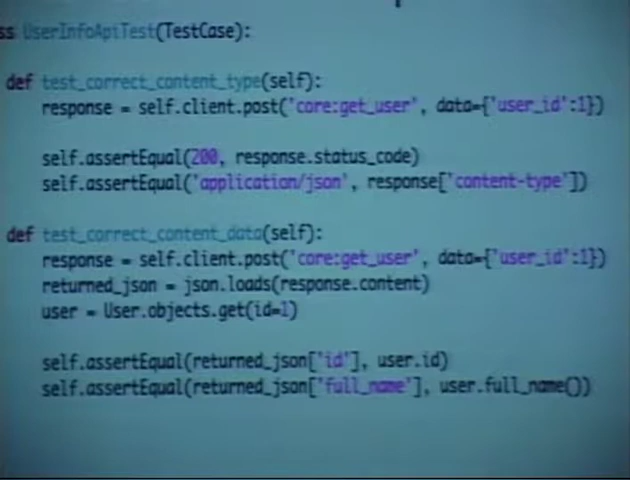 ss UserInfoApiTest(TestCase):
def test_correct_content_type(self):
response = self.client.post('core:get_user', data={'user_id':1})
self.assertEqual(200, response.status_code)
self.assertEqual('application/json', response['content-type'])
def test_correct_content_data(self):
response = self.client.post('core:get_user', data={'user_id':1})
returned_json = json.loads(response.content)
user = User.objects.get(id=1)
self.assertEqual(returned_json['id'], user.id)
self.assertEqual(returned_json['full_name'], user.full_name())